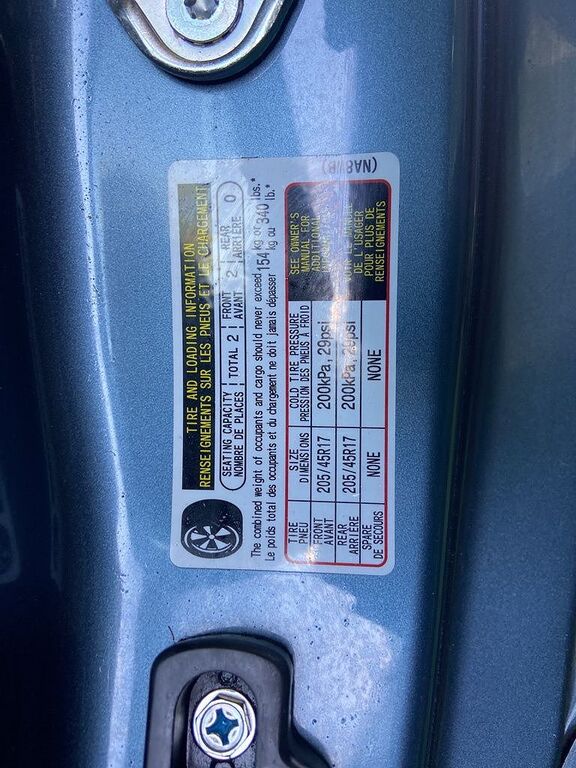 (NA8WB)
TIRE AND LOADING INFORMATION
RENSEIGNEMENTS SUR LES PNEUS ET LE CHARGEMENT
SEATING CAPACITY
NOMBRE DE PLACES
TOTAL 2
FRONT
AVANT
2
REAR
ARRIÈRE
0
The combined weight of occupants and cargo should never exceed 154 kg or 340 lbs.*
Le poids total des occupants et du chargement ne doit jamais dépasser 154 kg ou 340 lb.*
TIRE
PNEU
SIZE
DIMENSIONS
COLD TIRE PRESSURE
PRESSION DES PNEUS À FROID
FRONT
AVANT
205/45R17
200kPa, 29psi
REAR
ARRIÈRE
205/45R17
200kPa, 29psi
SPARE
DE SECOURS
NONE
NONE
SEE OWNER'S
MANUAL FOR
ADDITIONAL
DE L'USAGER
POUR PLUS DE
RENSEIGNEMENTS